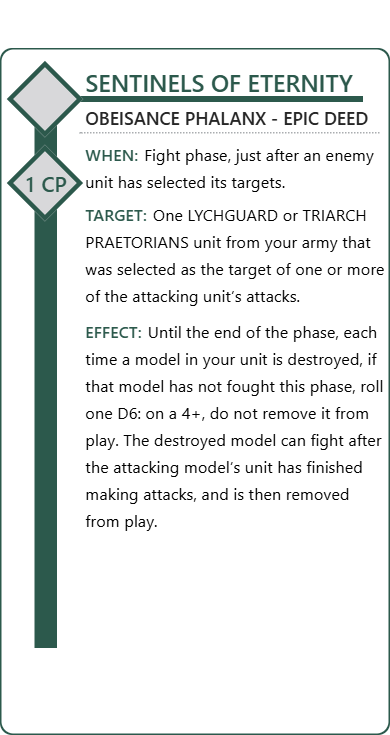 SENTINELS OF ETERNITY
OBEISANCE PHALANX - EPIC DEED
WHEN: Fight phase, just after an enemy
1 CP unit has selected its targets.
TARGET: One LYCHGUARD or TRIARCH
PRAETORIANS unit from your army that
was selected as the target of one or more
of the attacking unit's attacks.
EFFECT: Until the end of the phase, each
time a model in your unit is destroyed, if
that model has not fought this phase, roll
one D6: on a 4+, do not remove it from
play. The destroyed model can fight after
the attacking model's unit has finished
making attacks, and is then removed
from play.